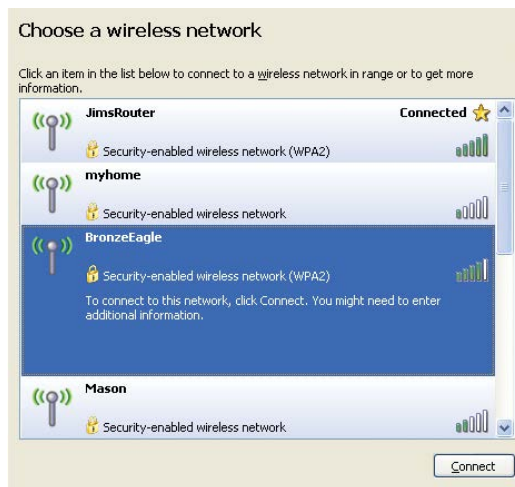 Choose a wireless network
Click an item in the list below to connect to a wireless network in range or to get more
information.
JimsRouter Connected
Security-enabled wireless network (WPA2)
myhome
Security-enabled wireless network
BronzeEagle
Security-enabled wireless network (WPA2)
To connect to this network, click Connect. You might need to enter
additional information.
Mason
Security-enabled wireless network
Connect